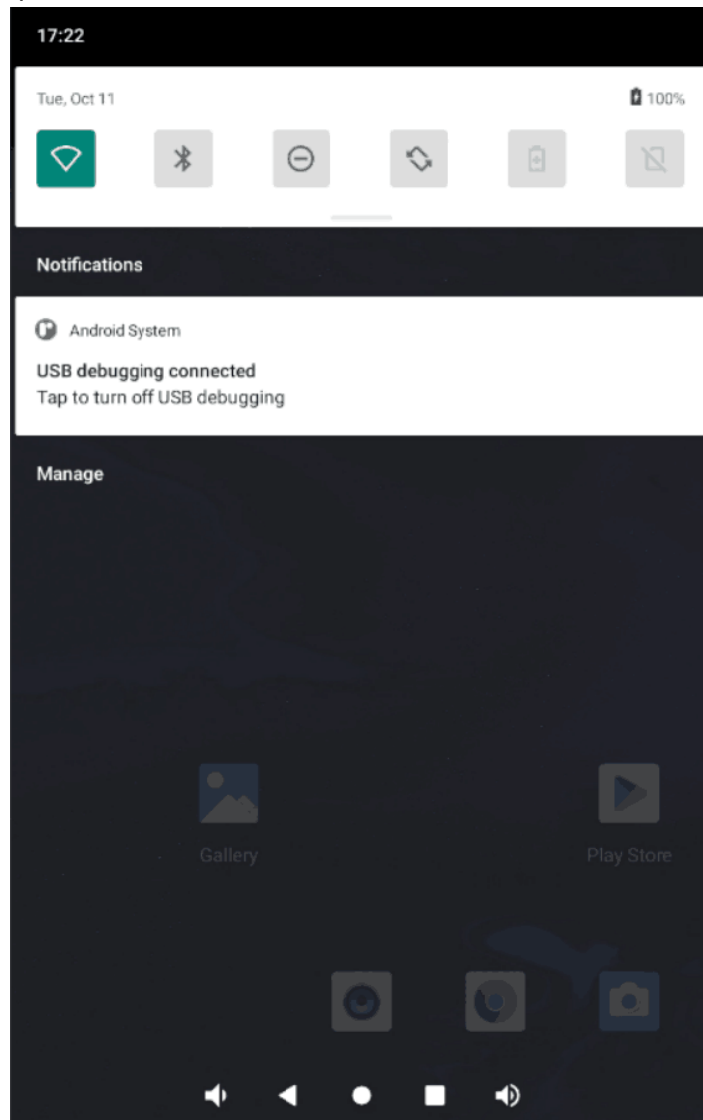 17:22
Tue, Oct 11
100%
Notifications
Android System
USB debugging connected
Tap to turn off USB debugging
Manage
Gallery
Play Store